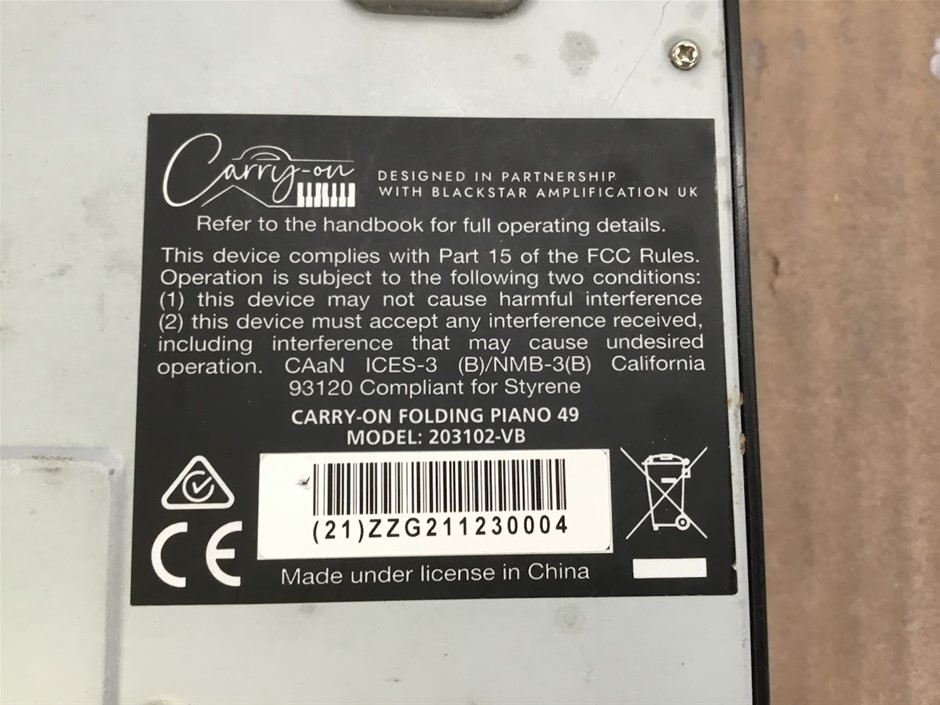 Carry-on
DESIGNED IN PARTNERSHIP
WITH BLACKSTAR AMPLIFICATION UK
Refer to the handbook for full operating details.
This device complies with Part 15 of the FCC Rules.
Operation is subject to the following two conditions:
(1) this device may not cause harmful interference
(2) this device must accept any interference received,
including interference that may cause undesired
operation. CAaN ICES-3 (B)/NMB-3(B) California
93120 Compliant for Styrene
CARRY-ON FOLDING PIANO 49
MODEL: 203102-VB
(21)ZZG211230004
CE
Made under license in China